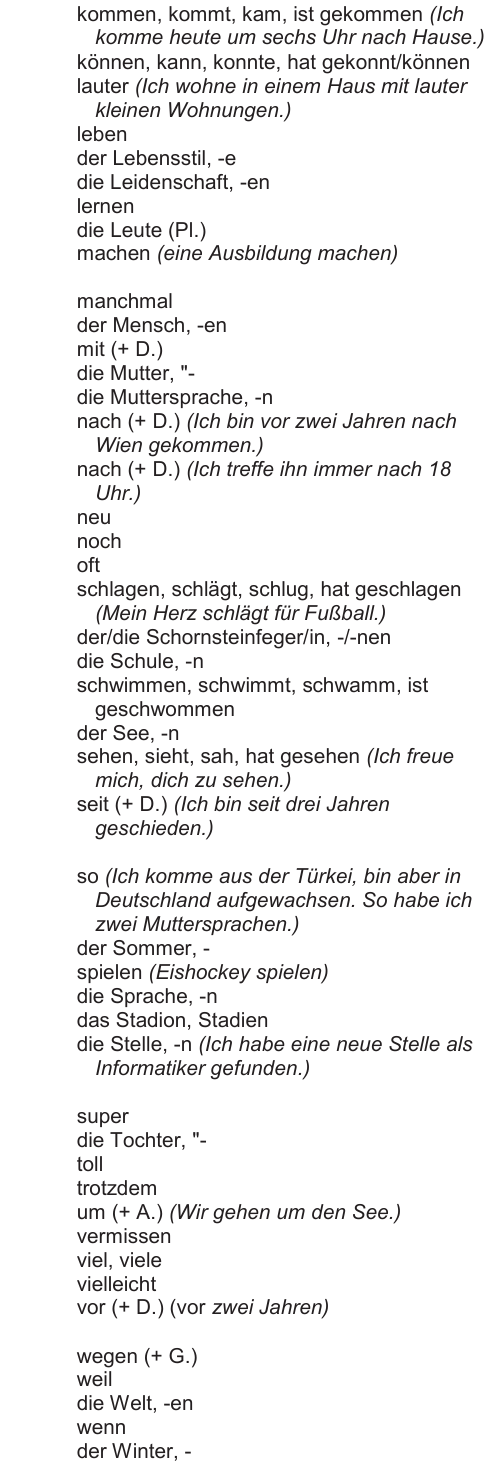 kommen, kommt, kam, ist gekommen (Ich
komme heute um sechs Uhr nach Hause.)
können, kann, konnte, hat gekonnt/können
lauter (Ich wohne in einem Haus mit lauter
kleinen Wohnungen.)
leben
der Lebensstil, -e
die Leidenschaft, -en
lernen
die Leute (Pl.)
machen (eine Ausbildung machen)
manchmal
der Mensch, -en
mit (+ D.)
die Mutter, "-
die Muttersprache, -n
nach (+ D.) (Ich bin vor zwei Jahren nach
Wien gekommen.)
nach (+ D.) (Ich treffe ihn immer nach 18
Uhr.)
neu
noch
oft
schlagen, schlägt, schlug, hat geschlagen
(Mein Herz schlägt für Fußball.)
der/die Schornsteinfeger/in, -/-nen
die Schule, -n
schwimmen, schwimmt, schwamm, ist
geschwommen
der See, -n
sehen, sieht, sah, hat gesehen (Ich freue
mich, dich zu sehen.)
seit (+ D.) (Ich bin seit drei Jahren
geschieden.)
so (Ich komme aus der Türkei, bin aber in
Deutschland aufgewachsen. So habe ich
zwei Muttersprachen.)
der Sommer, -
spielen (Eishockey spielen)
die Sprache, -n
das Stadion, Stadien
die Stelle, -n (Ich habe eine neue Stelle als
Informatiker gefunden.)
super
die Tochter, "-
toll
trotzdem
um (+ A.) (Wir gehen um den See.)
vermissen
viel, viele
vielleicht
vor (+ D.) (vor zwei Jahren)
wegen (+ G.)
weil
die Welt, -en
wenn
der Winter, -